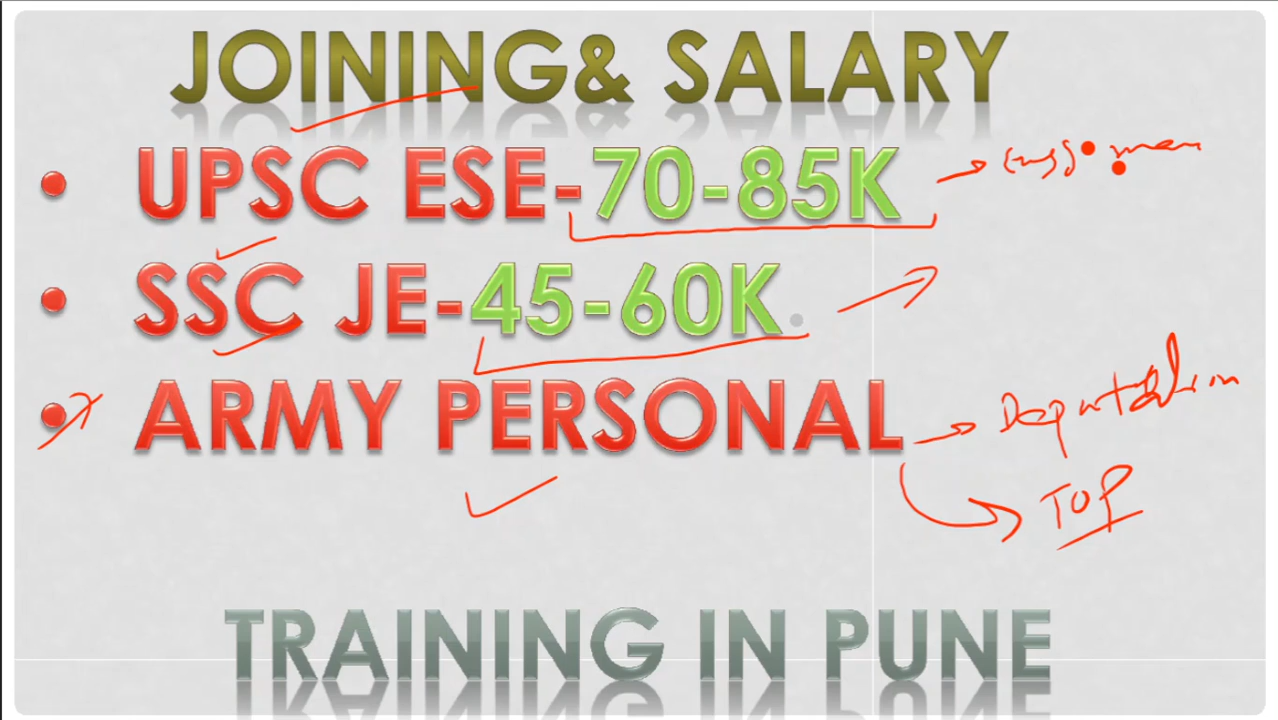 JOINING& SALARY
• UPSC ESE-70-85K
• SSC JE-45-60K
• ARMY PERSONAL
TOP
TRAINING IN PUNE